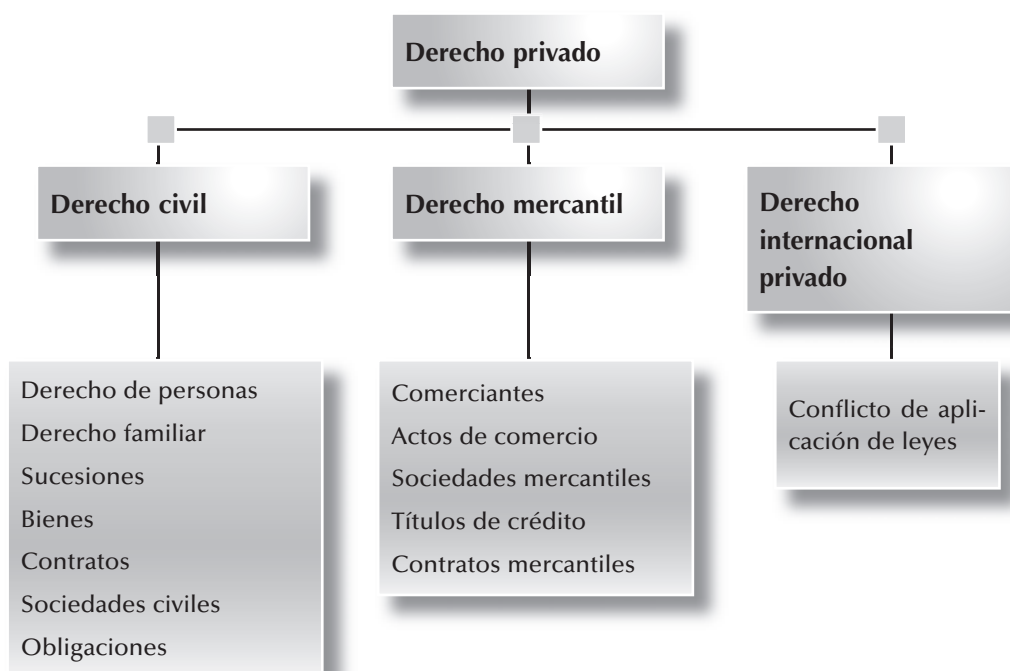 Derecho privado
Derecho civil
Derecho mercantil
Derecho
internacional
privado
Derecho de personas
Derecho familiar
Sucesiones
Bienes
Contratos
Sociedades civiles
Obligaciones
Comerciantes
Actos de comercio
Sociedades mercantiles
Títulos de crédito
Contratos mercantiles
Conflicto de apli-
cación de leyes